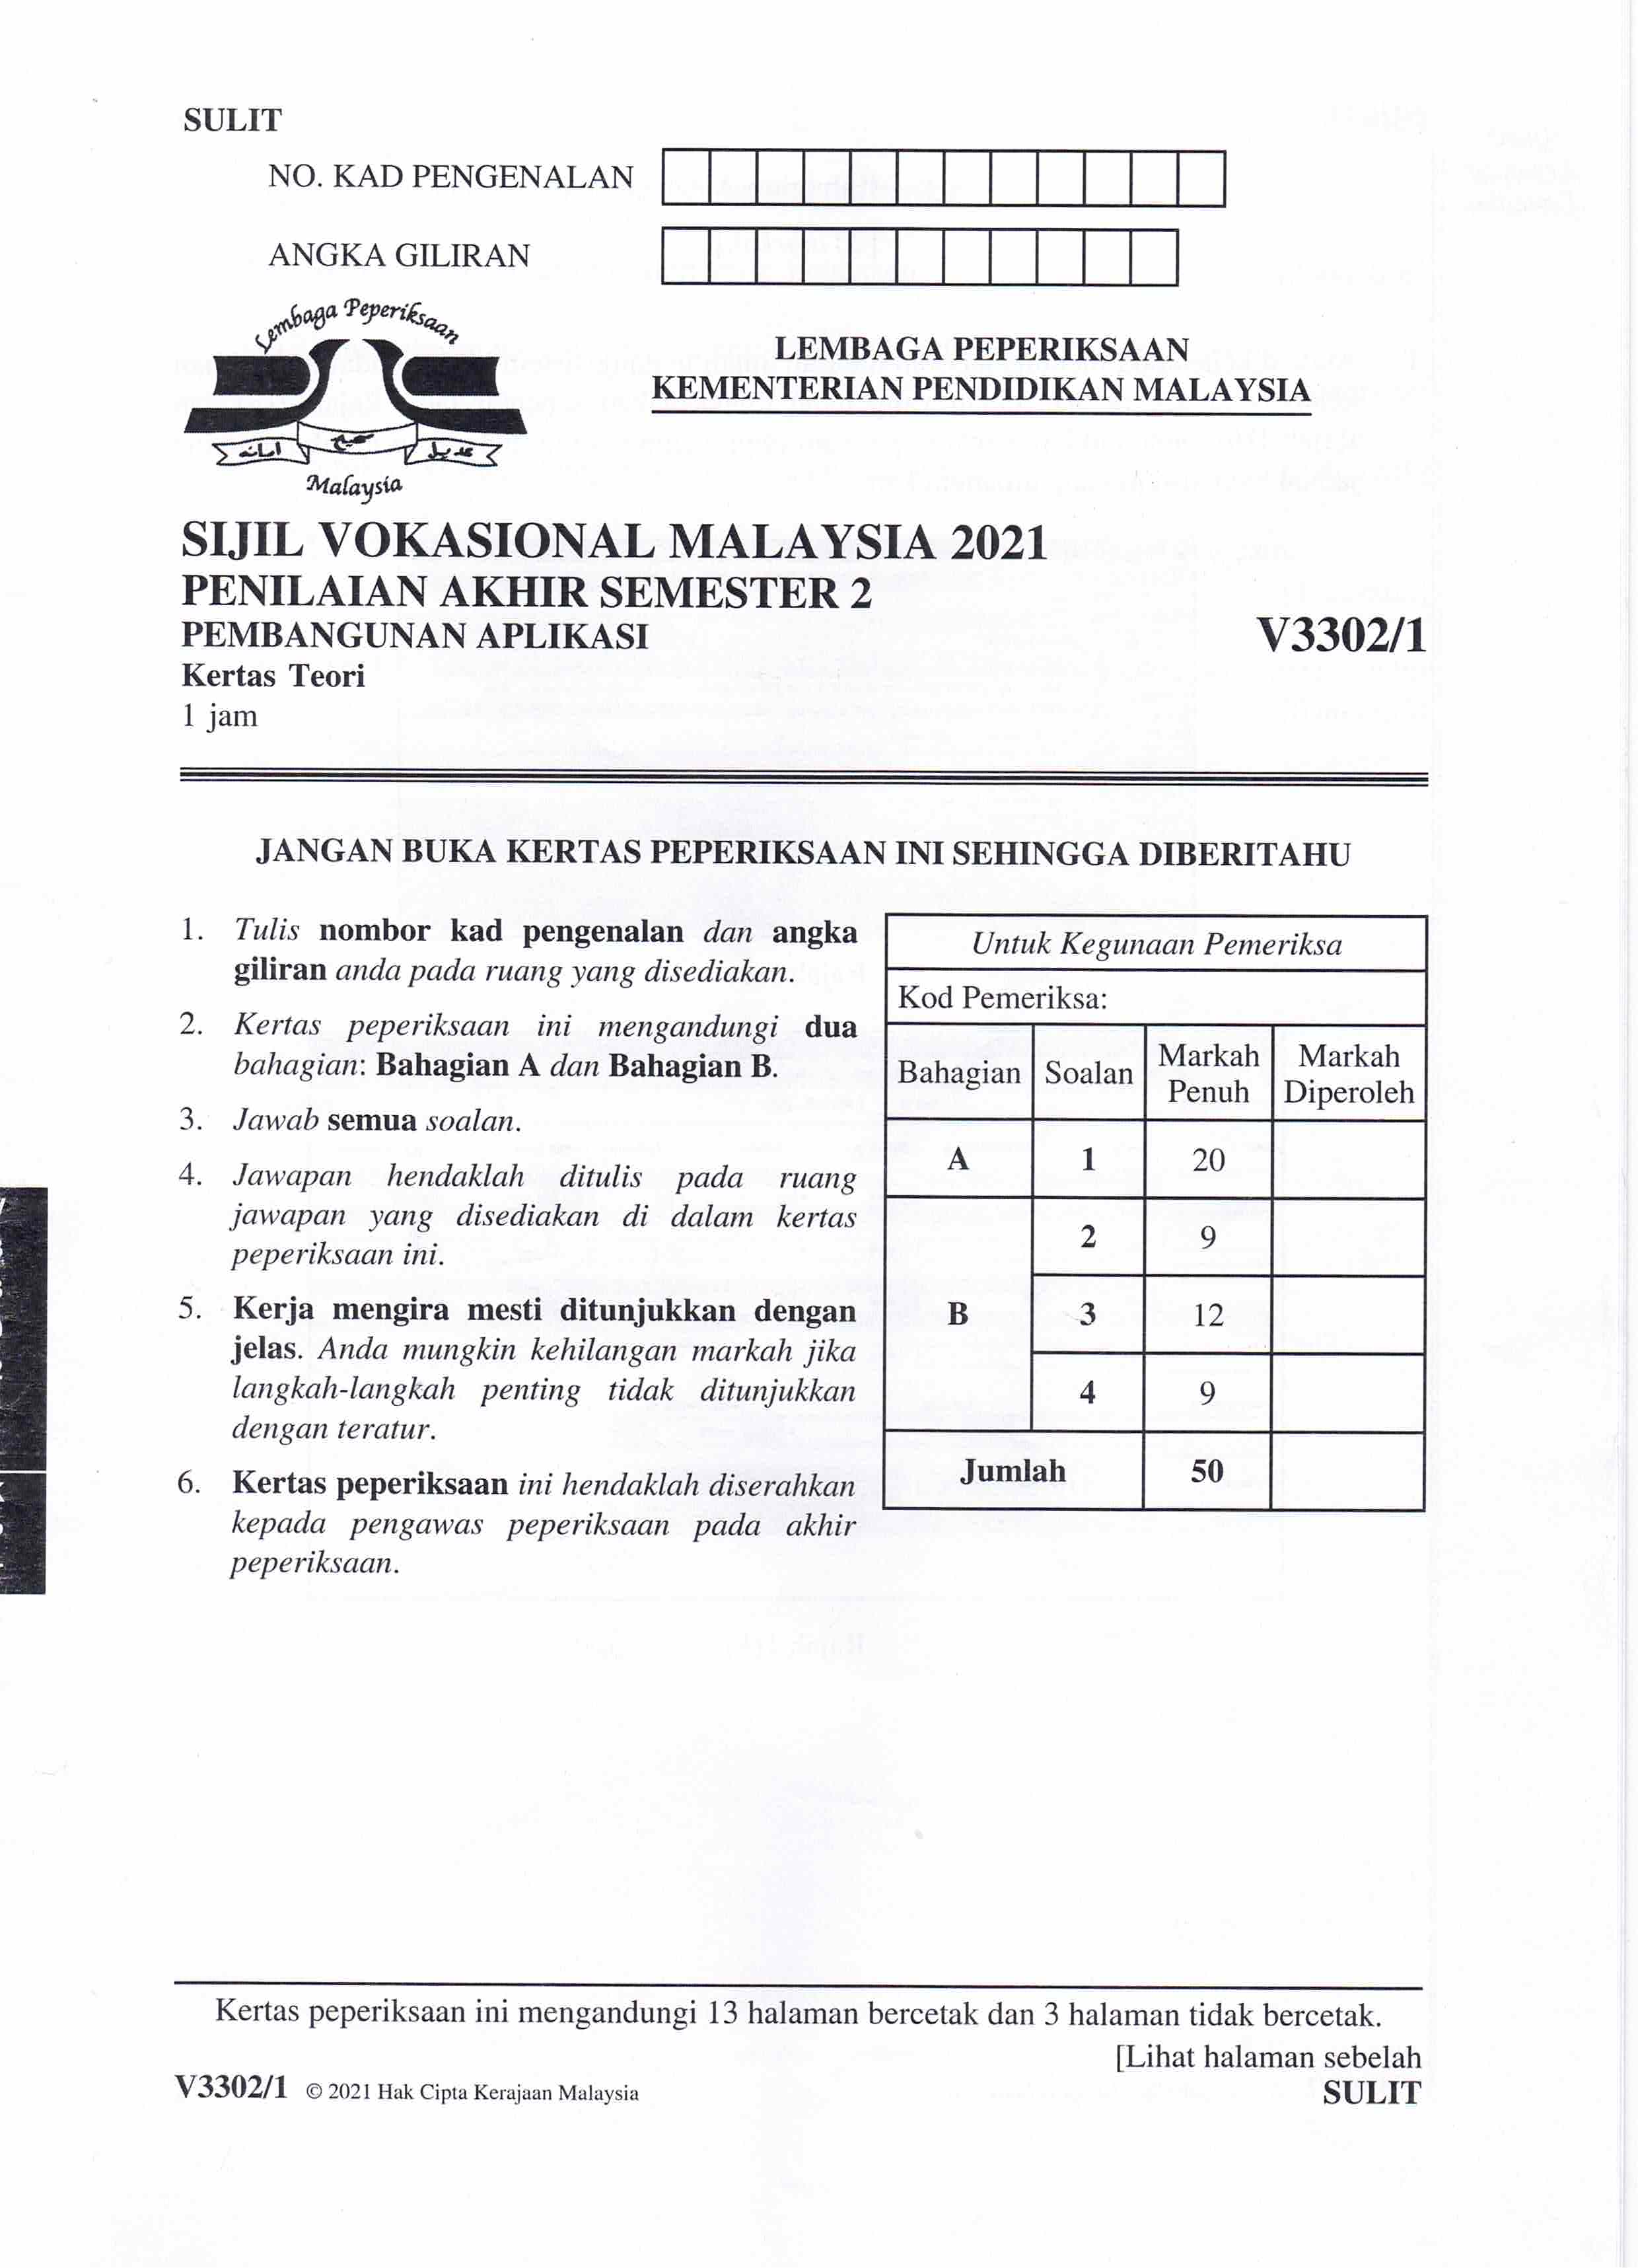 SULIT
NO. KAD PENGENALAN
ANGKA GILIRAN
Lembaga Peperiksaan
امانه صحيح عديل
Malaysia
LEMBAGA PEPERIKSAAN
KEMENTERIAN PENDIDIKAN MALAYSIA
SIJIL VOKASIONAL MALAYSIA 2021
PENILAIAN AKHIR SEMESTER 2
PEMBANGUNAN APLIKASI V3302/1
Kertas Teori
1 jam
JANGAN BUKA KERTAS PEPERIKSAAN INI SEHINGGA DIBERITAHU
1. Tulis nombor kad pengenalan dan angka
giliran anda pada ruang yang disediakan.
2. Kertas peperiksaan ini mengandungi dua
bahagian: Bahagian A dan Bahagian B.
3. Jawab semua soalan.
4. Jawapan hendaklah ditulis pada ruang
jawapan yang disediakan di dalam kertas
peperiksaan ini.
5. Kerja mengira mesti ditunjukkan dengan
jelas. Anda mungkin kehilangan markah jika
langkah-langkah penting tidak ditunjukkan
dengan teratur.
6. Kertas peperiksaan ini hendaklah diserahkan
kepada pengawas peperiksaan pada akhir
peperiksaan.
Untuk Kegunaan Pemeriksa
Kod Pemeriksa:
Bahagian Soalan Markah Penuh Markah Diperoleh
A 1 20
B 2 9
3 12
4 9
Jumlah 50
Kertas peperiksaan ini mengandungi 13 halaman bercetak dan 3 halaman tidak bercetak.
[Lihat halaman sebelah
V3302/1 © 2021 Hak Cipta Kerajaan Malaysia
SULIT